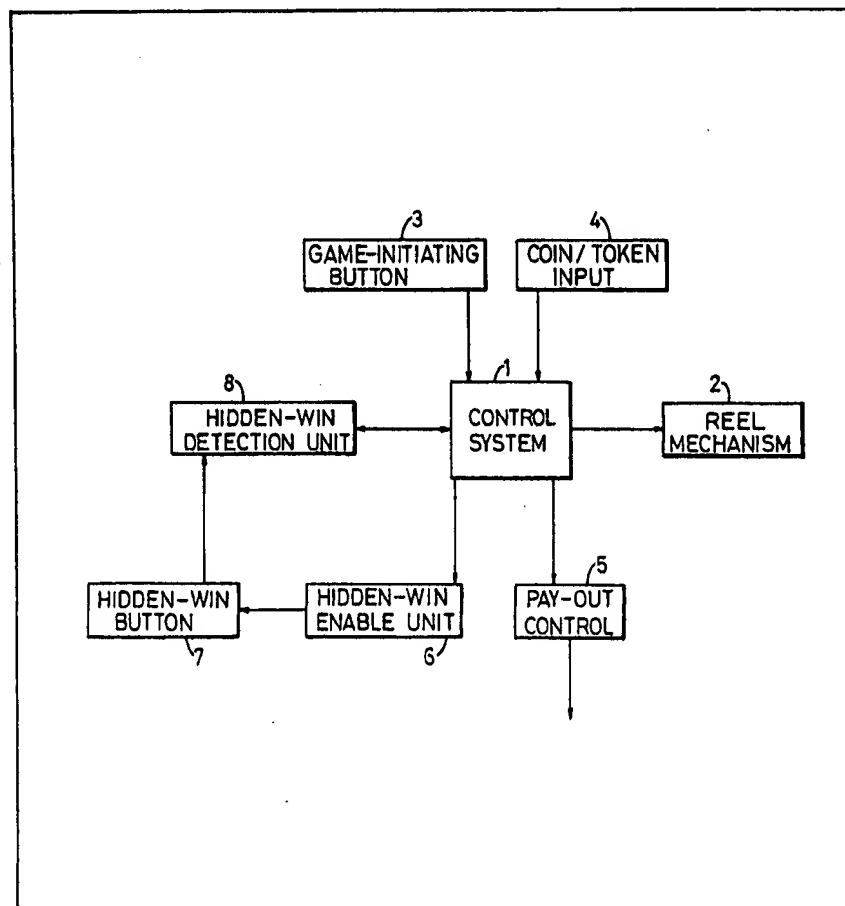 3
GAME-INITIATING
BUTTON
4
COIN/TOKEN
INPUT
8
HIDDEN-WIN
DETECTION UNIT
1
CONTROL
SYSTEM
2
REEL
MECHANISM
HIDDEN-WIN
BUTTON
7
HIDDEN-WIN
ENABLE UNIT
6
5
PAY-OUT
CONTROL